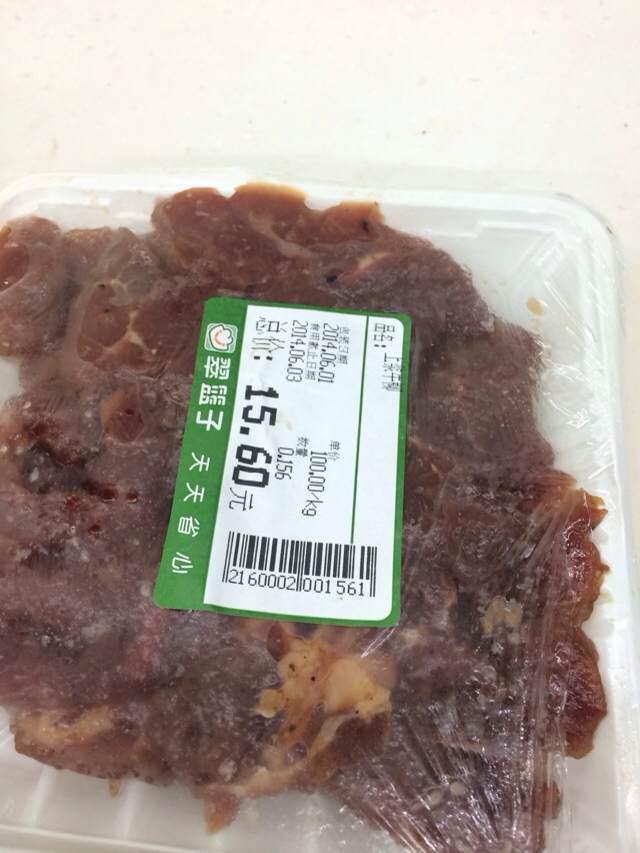 品名:
包装日期
2014.06.01
食用截止日期
2014.06.03
单价
100.00/kg
数量
0.156
总价: 15.60元
2160002001561
翠篮子 天天省心